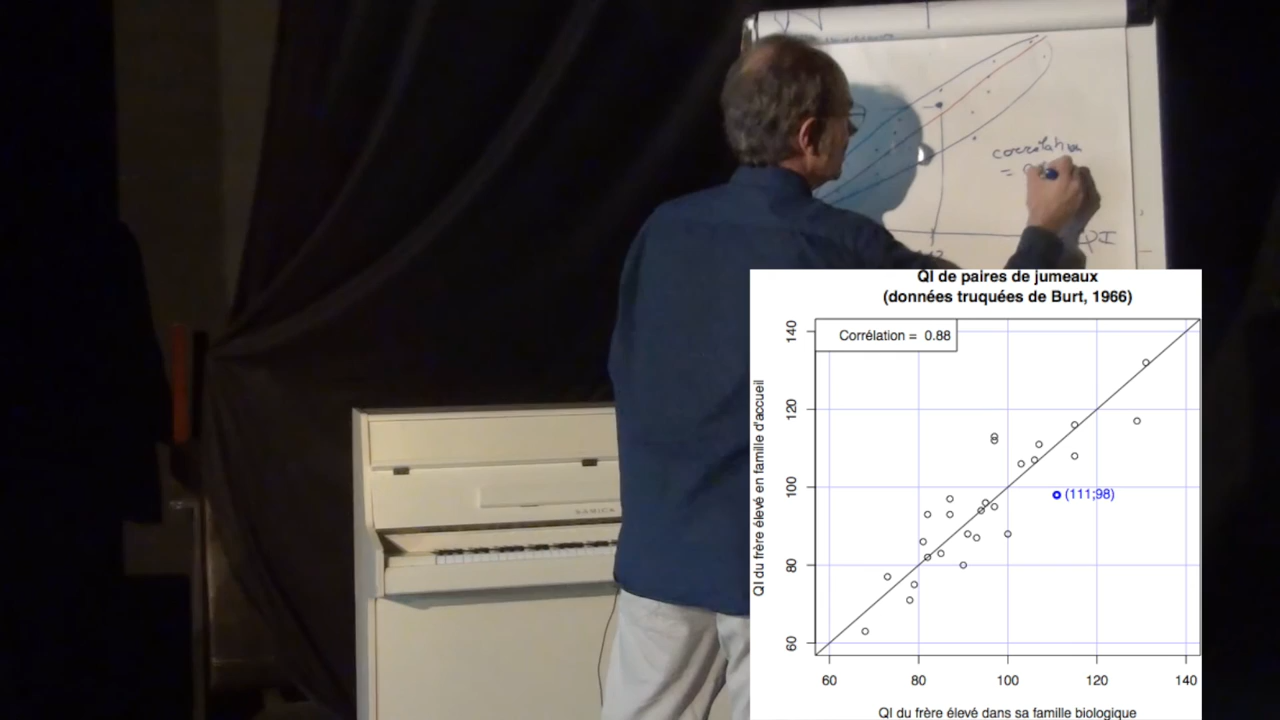 corrélation
QI
SAMICK
QI de paires de jumeaux
(données truquées de Burt, 1966)
Corrélation = 0.88
(111;98)
140
120
100
80
60
60 80 100 120 140
QI du frère élevé en famille d'accueil
QI du frère élevé dans sa famille biologique